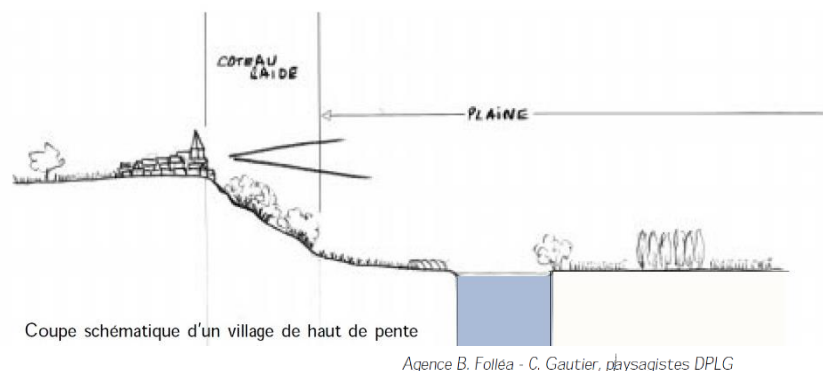 COTEAU
RAIDE
PLAINE
Coupe schématique d'un village de haut de pente
Agence B. Folléa - C. Gautier, paysagistes DPLG